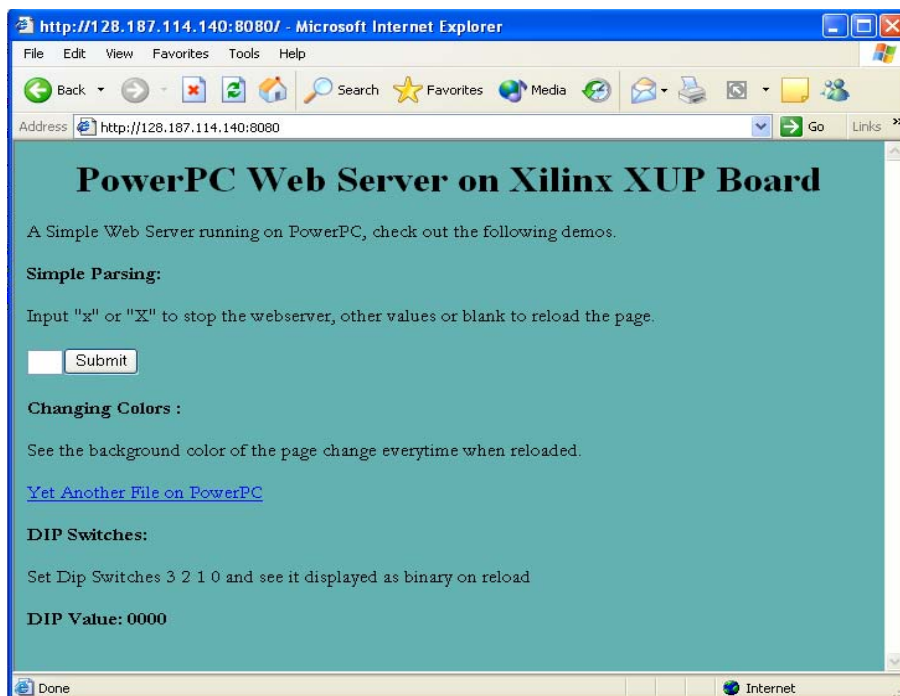 http://128.187.114.140:8080/ - Microsoft Internet Explorer
File Edit View Favorites Tools Help
Back Search Favorites Media
Address http://128.187.114.140:8080 Go Links »
PowerPC Web Server on Xilinx XUP Board
A Simple Web Server running on PowerPC, check out the following demos.
Simple Parsing:
Input "x" or "X" to stop the webserver, other values or blank to reload the page.
Submit
Changing Colors :
See the background color of the page change everytime when reloaded.
Yet Another File on PowerPC
DIP Switches:
Set Dip Switches 3 2 1 0 and see it displayed as binary on reload
DIP Value: 0000
Done Internet